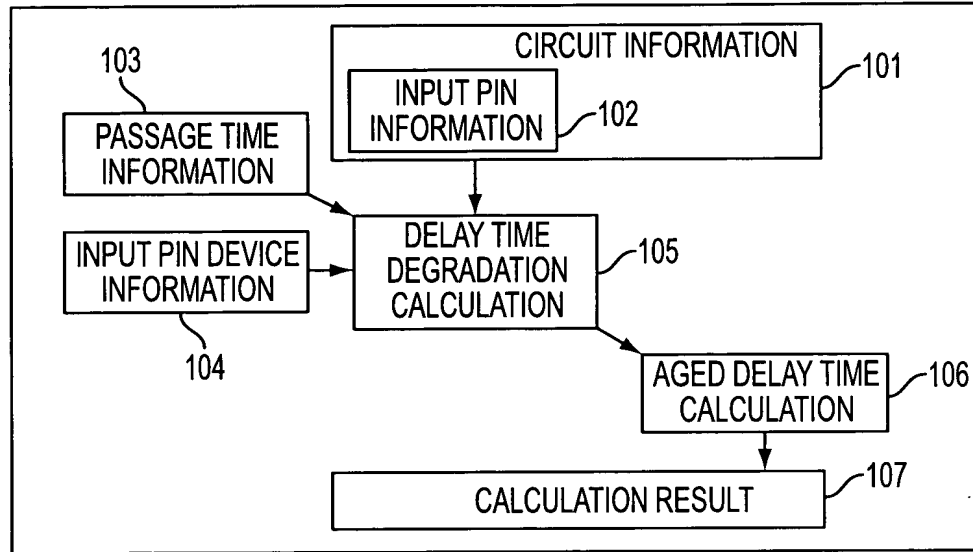 CIRCUIT INFORMATION
101
INPUT PIN
INFORMATION
102
103
PASSAGE TIME
INFORMATION
INPUT PIN DEVICE
INFORMATION
104
DELAY TIME
DEGRADATION
CALCULATION
105
AGED DELAY TIME
CALCULATION
106
CALCULATION RESULT
107